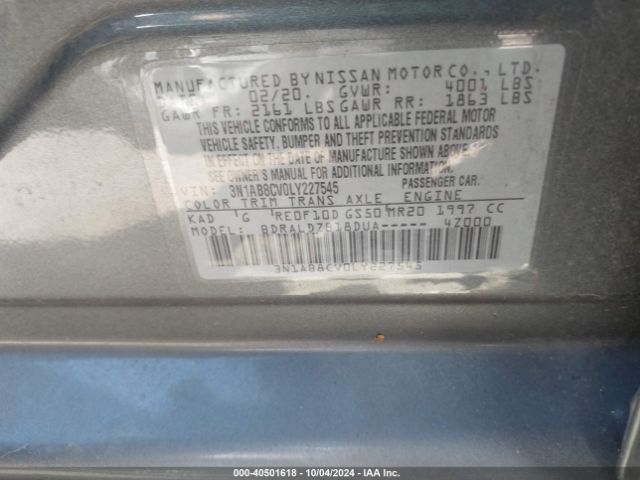 MANUFACTURED BY NISSAN MOTOR CO., LTD.
02/20. GVWR: 4001 LBS
GAWR FR: 2161 LBS GAWR RR: 1863 LBS
THIS VEHICLE CONFORMS TO ALL APPLICABLE FEDERAL MOTOR
VEHICLE SAFETY, BUMPER AND THEFT PREVENTION STANDARDS
IN EFFECT ON THE DATE OF MANUFACTURE SHOWN ABOVE.
SEE OWNER'S MANUAL FOR ADDITIONAL INFORMATION.
VIN: 3N1AB8CV0LY227545 PASSENGER CAR.
COLOR TRIM TRANS AXLE ENGINE
KAD G RE0F10D GS50 MR20 1997 CC
MODEL: BDRALDZB18DUA----- 4Z000
3N1AB8CV0LY227545
000-40501618 - 10/04/2024 - IAA Inc.